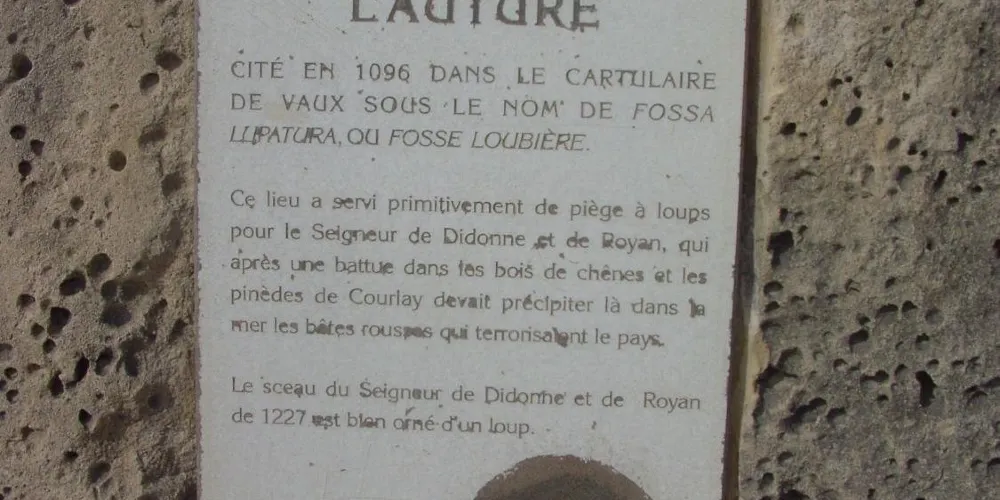 L'AUTURE
CITÉ EN 1096 DANS LE CARTULAIRE
DE VAUX SOUS LE NOM DE FOSSA
LUPATURA, OU FOSSE LOUBIÈRE.
Ce lieu a servi primitivement de piège à loups
pour le Seigneur de Didonne et de Royan, qui
après une battue dans les bois de chênes et les
pinèdes de Courlay devait précipiter là dans la
mer les bêtes rousses qui terrorisaient le pays.
Le sceau du Seigneur de Didonne et de Royan
de 1227 est bien orné d'un loup.